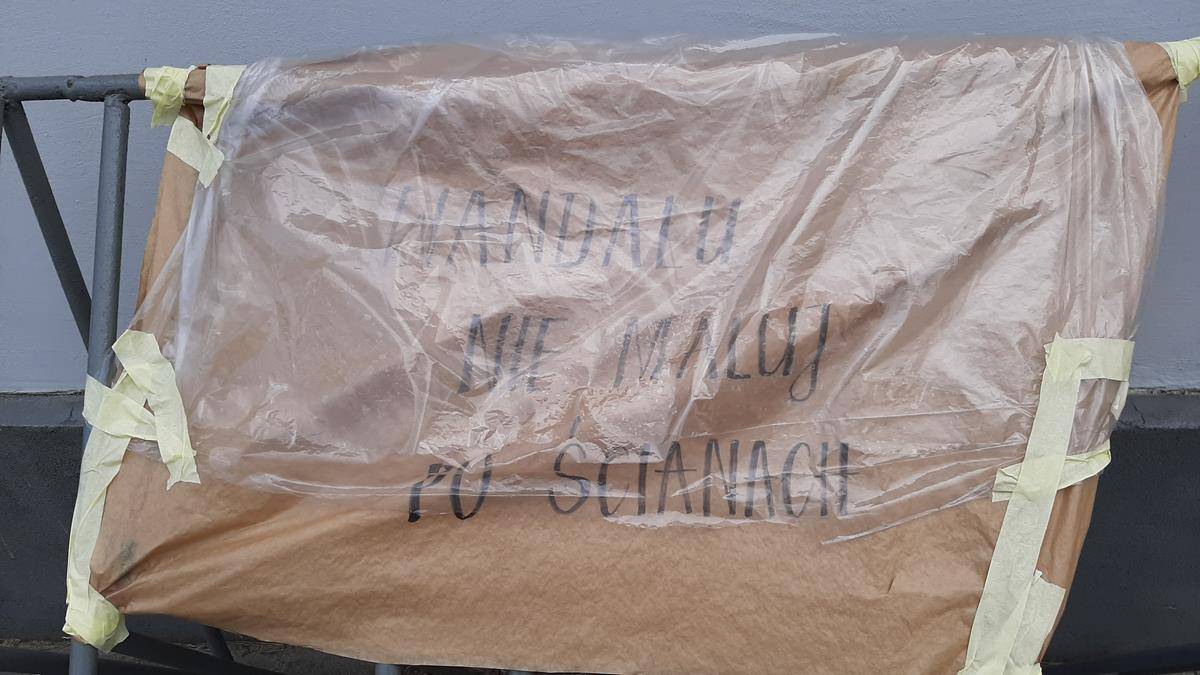 WANDALU
NIE MALUJ
PO ŚCIANACH